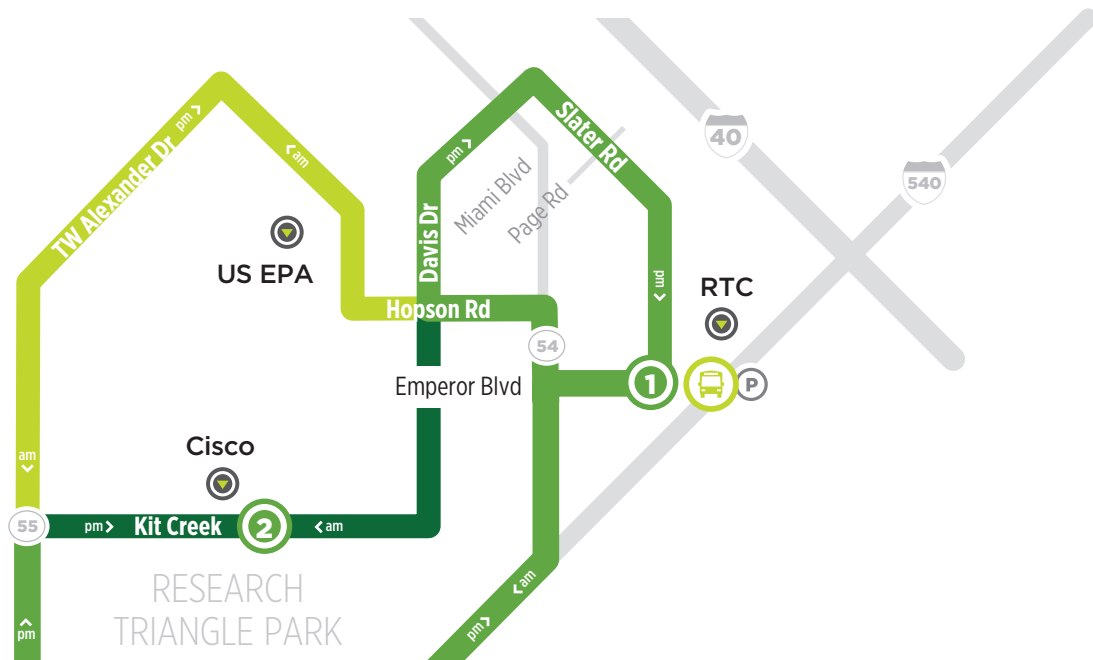 40
540
TW Alexander Dr
pm >
< am
pm >
Slater Rd
Miami Blvd
Page Rd
Davis Dr
US EPA
pm >
RTC
Hopson Rd
54
Emperor Blvd
1
P
Cisco
am >
55
pm >
Kit Creek
2
< am
RESEARCH
TRIANGLE PARK
< am
pm >
pm >